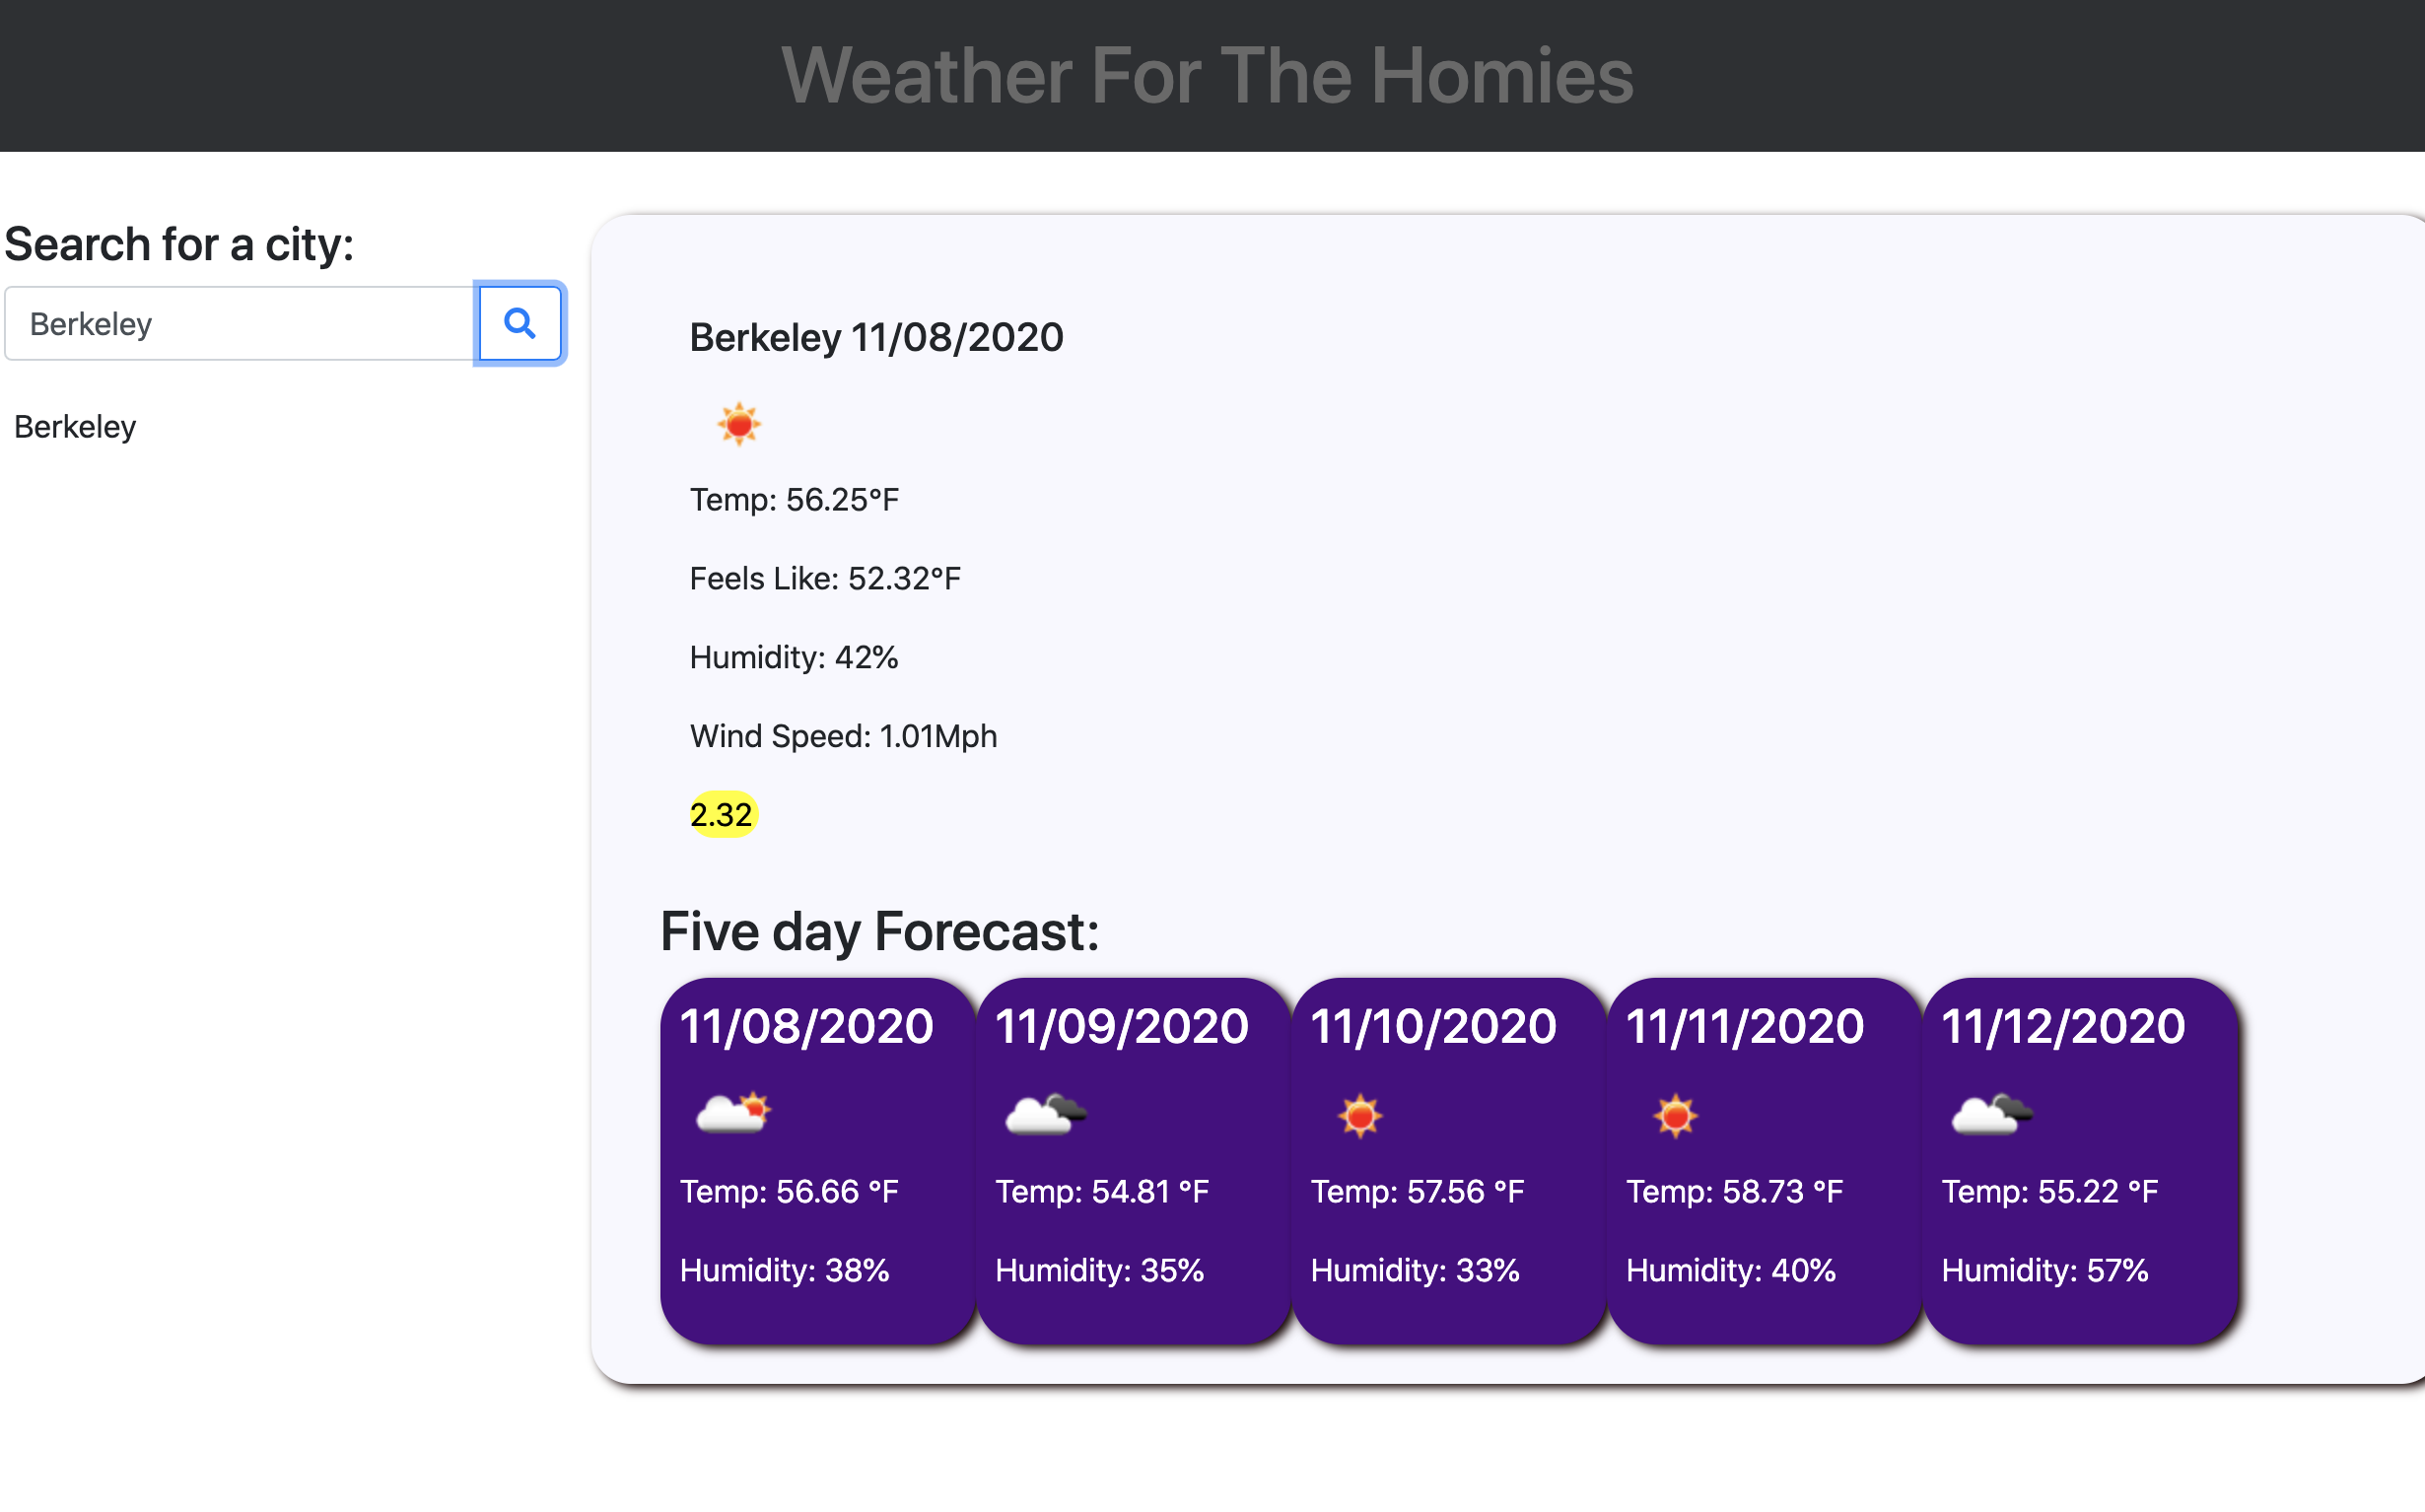 Weather For The Homies
Search for a city:
Berkeley
Berkeley
Berkeley 11/08/2020
Temp: 56.25°F
Feels Like: 52.32°F
Humidity: 42%
Wind Speed: 1.01Mph
2.32
Five day Forecast:
11/08/2020
Temp: 56.66 °F
Humidity: 38%
11/09/2020
Temp: 54.81 °F
Humidity: 35%
11/10/2020
Temp: 57.56 °F
Humidity: 33%
11/11/2020
Temp: 58.73 °F
Humidity: 40%
11/12/2020
Temp: 55.22 °F
Humidity: 57%